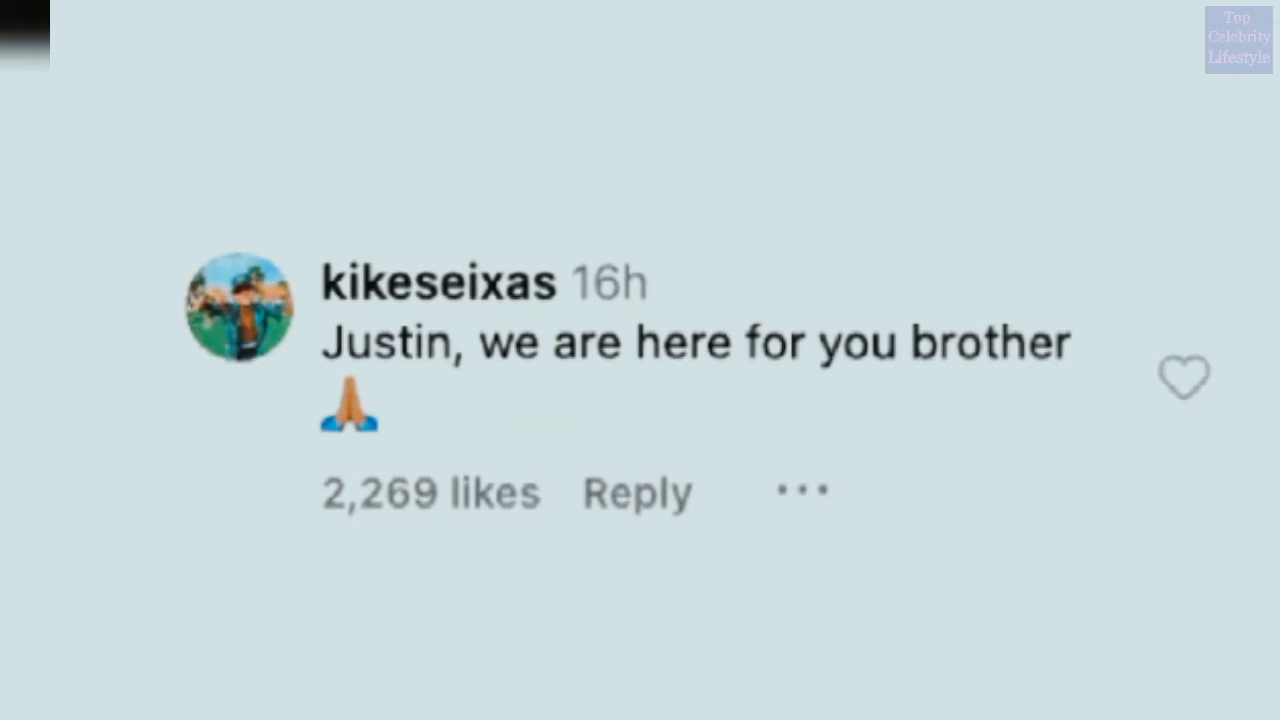 Top
Celebrity
Lifestyle
kikeseixas 16h
Justin, we are here for you brother
🙏🏽
2,269 likes Reply ...